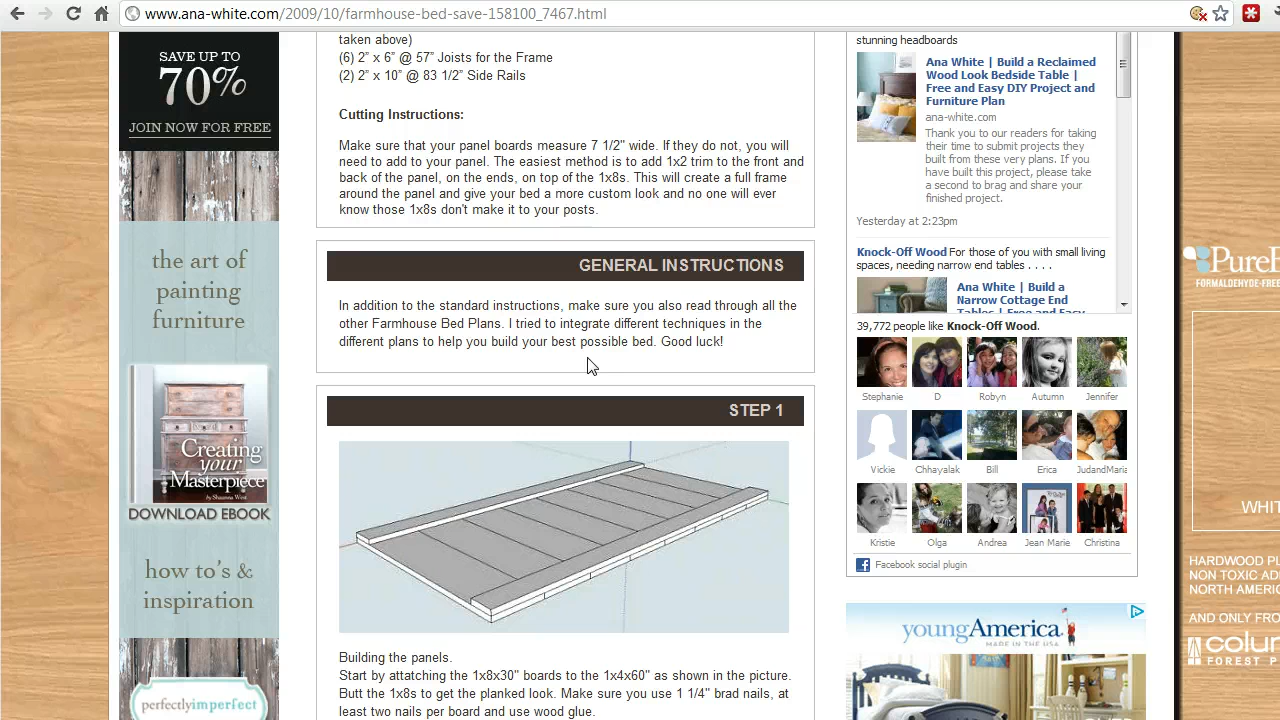 www.ana-white.com/2009/10/farmhouse-bed-save-158100_7467.html
SAVE UP TO
70%
JOIN NOW FOR FREE
the art of
painting
furniture
Creating
your
Masterpiece
by Shaunna West
DOWNLOAD EBOOK
how to's &
inspiration
perfectlyimperfect
taken above)
(6) 2” x 6” @ 57” Joists for the Frame
(2) 2” x 10” @ 83 1/2” Side Rails
Cutting Instructions:
Make sure that your panel boards measure 7 1/2” wide. If they do not, you will
need to add to your panel. The easiest method is to add 1x2 trim to the front and
back of the panel, on the ends, on top of the 1x8s. This will create a full frame
around the panel and give your bed a more custom look and no one will ever
know those 1x8s don't make it to your posts.
GENERAL INSTRUCTIONS
In addition to the standard instructions, make sure you also read through all the
other Farmhouse Bed Plans. I tried to integrate different techniques in the
different plans to help you build your best possible bed. Good luck!
STEP 1
Building the panels.
Start by attatching the 1x8x29” boards to the 1x4x60” as shown in the picture.
Butt the 1x8s to get the planked look. Make sure you use 1 1/4” brad nails, at
least two nails per board and use wood glue.
stunning headboards
Ana White | Build a Reclaimed
Wood Look Bedside Table |
Free and Easy DIY Project and
Furniture Plan
ana-white.com
Thank you to our readers for taking
their time to submit projects they
built from these very plans. If you
have built this project, please take
a second to brag and share your
finished project.
Yesterday at 2:23pm
Knock-Off Wood For those of you with small living
spaces, needing narrow end tables . . . .
Ana White | Build a
Narrow Cottage End
Tables | Free and Easy
39,772 people like Knock-Off Wood.
Stephanie D Robyn Autumn Jennifer
Vickie Chhayalak Bill Erica JudandMaria
Kristie Olga Andrea Jean Marie Christina
Facebook social plugin
youngAmerica.
MADE IN THE USA
PureB
FORMALDEHYDE-FREE
WHIT
HARDWOOD PL
NON TOXIC AD
NORTH AMERIC
AND ONLY FRO
colum
FOREST P